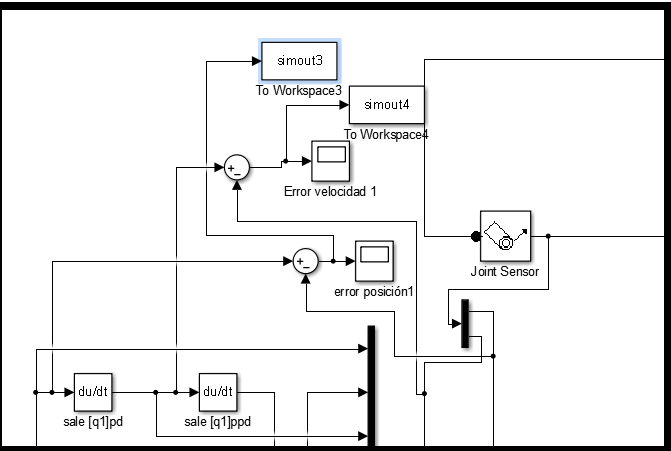 simout3
To Workspace3
simout4
To Workspace4
Error velocidad 1
Joint Sensor
error posición1
du/dt
du/dt
sale [q1]pd
sale [q1]ppd